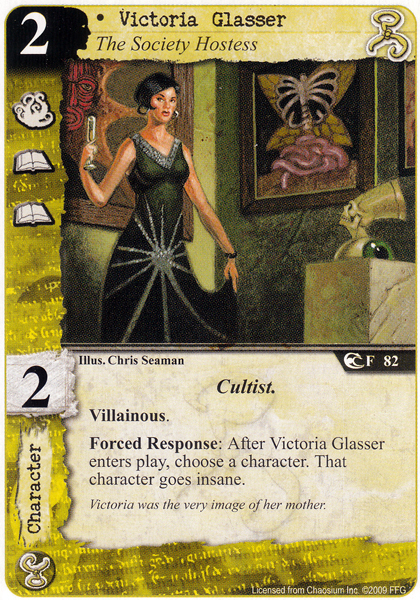 2
• Victoria Glasser
The Society Hostess
Illus. Chris Seaman
F 82
2
Cultist.
Villainous.
Forced Response: After Victoria Glasser
enters play, choose a character. That
character goes insane.
Victoria was the very image of her mother.
Character
Licensed from Chaosium Inc. ©2009 FFG